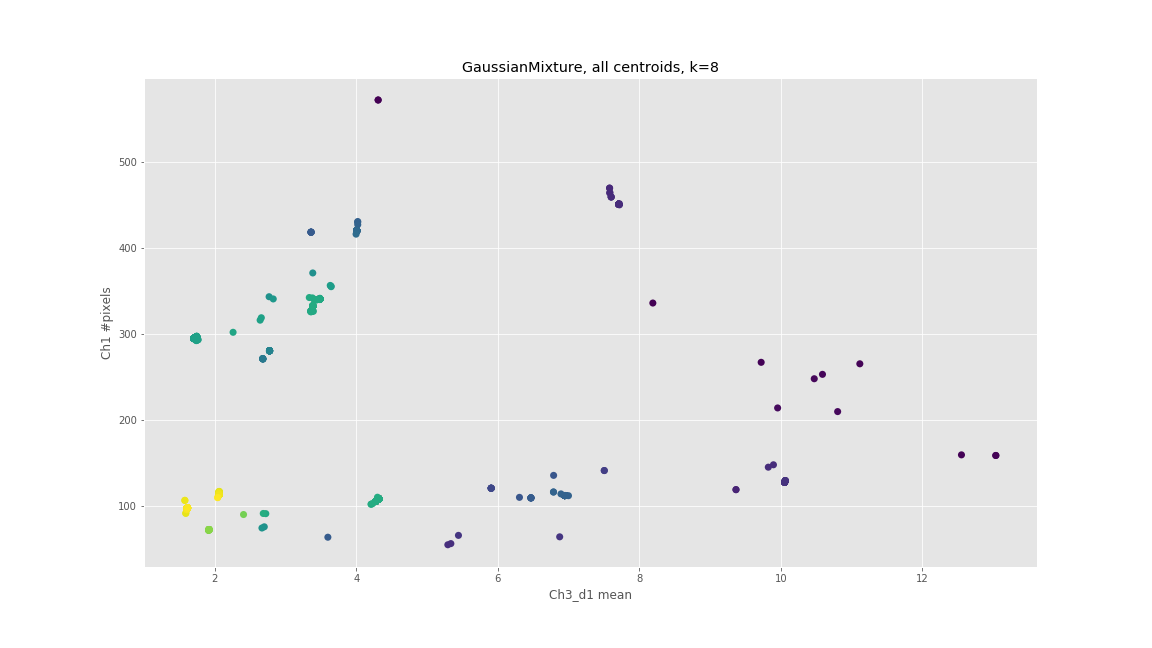 GaussianMixture, all centroids, k=8
500
400
300
200
100
Ch1 #pixels
2 4 6 8 10 12
Ch3_d1 mean